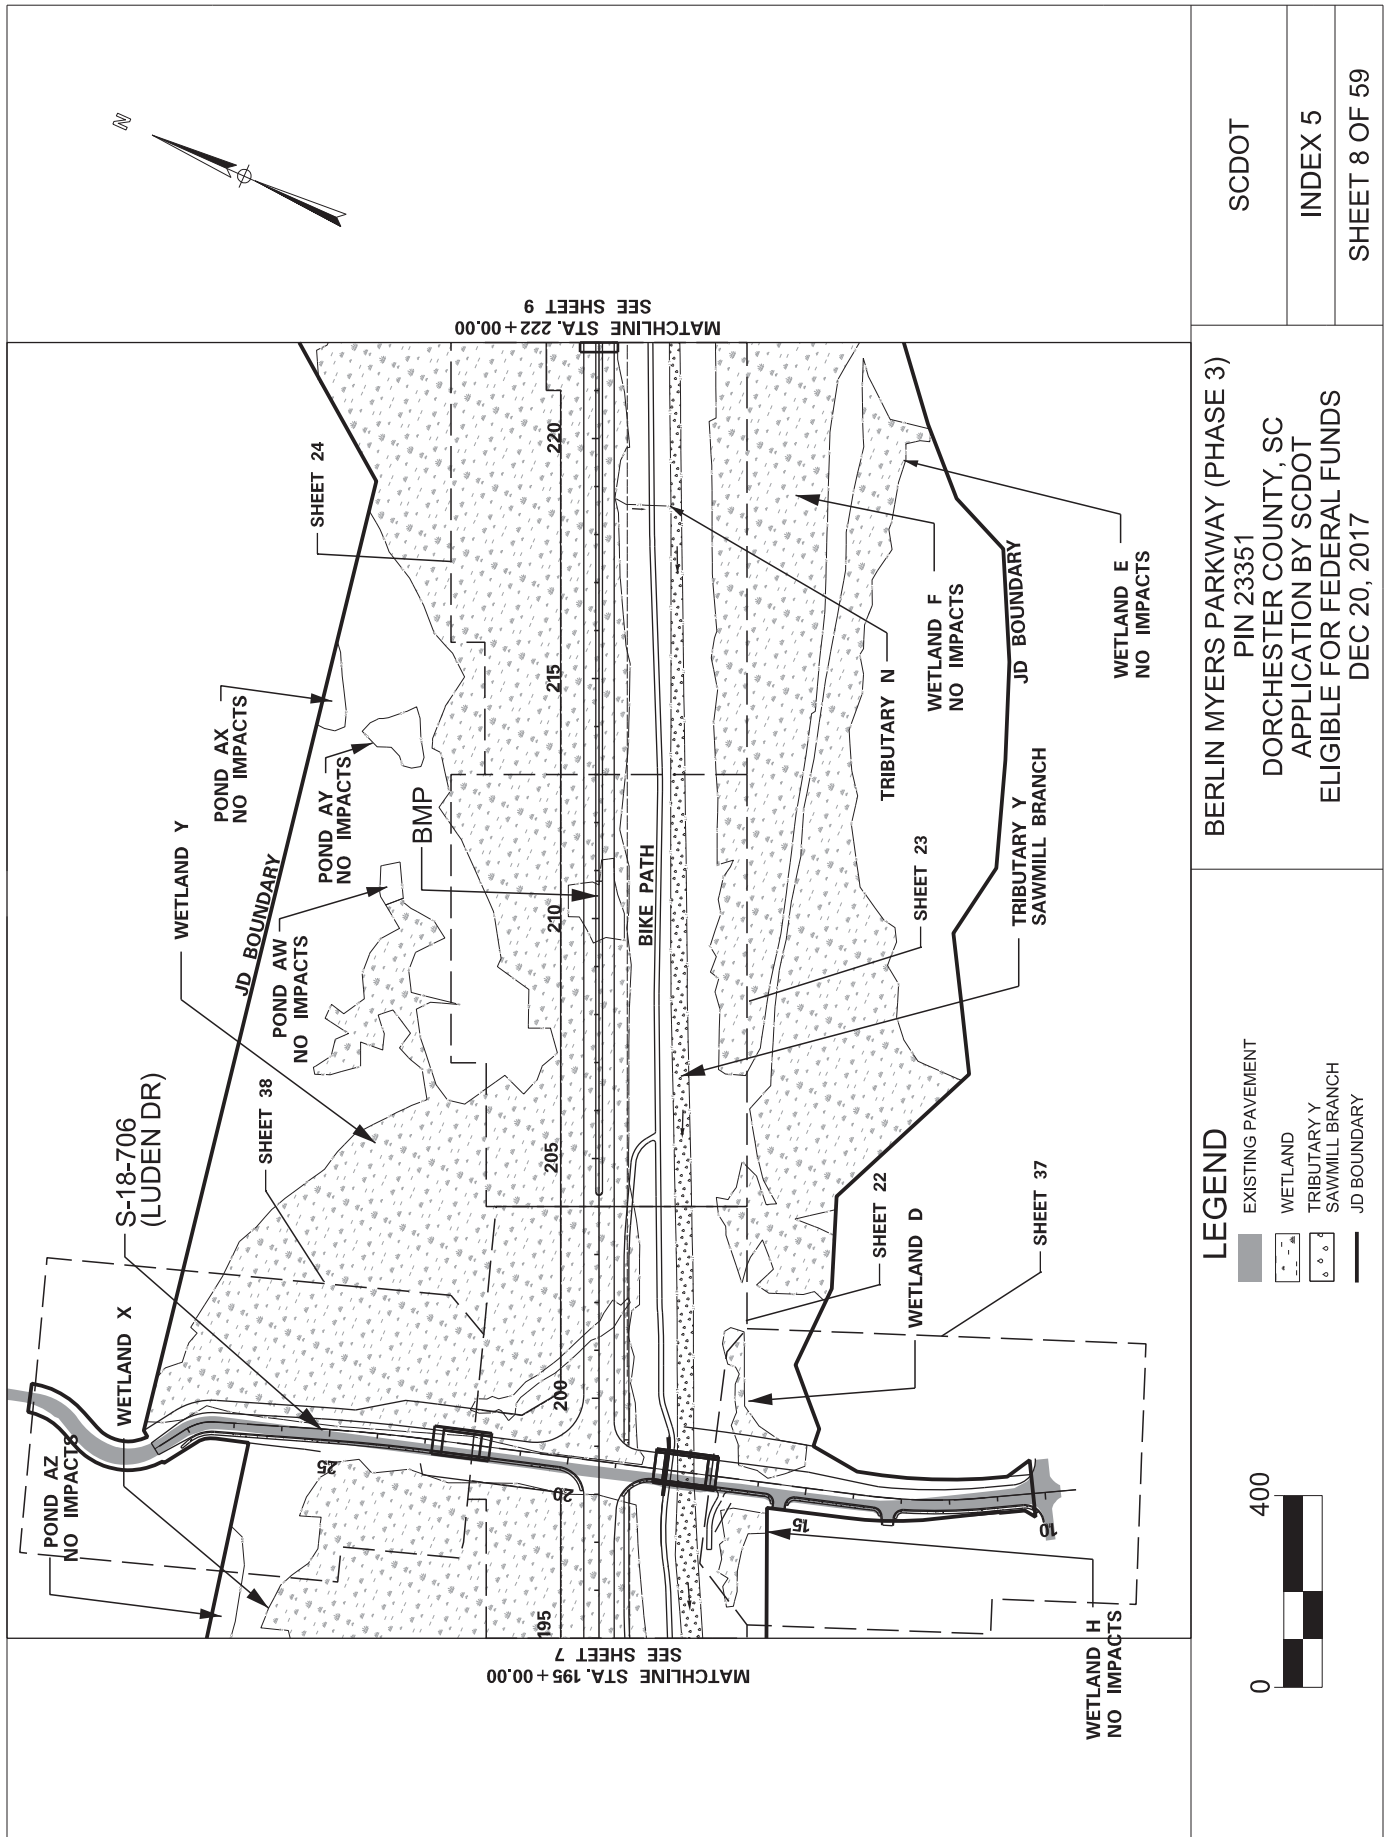 N
MATCHLINE STA. 195+00.00
SEE SHEET 7
MATCHLINE STA. 222+00.00
SEE SHEET 9
POND AZ
NO IMPACTS
WETLAND X
S-18-706
(LUDEN DR)
SHEET 38
WETLAND Y
JD BOUNDARY
POND AW
NO IMPACTS
POND AY
NO IMPACTS
POND AX
NO IMPACTS
BMP
SHEET 24
195
200
205
210
215
220
25
20
15
10
BIKE PATH
WETLAND H
NO IMPACTS
SHEET 37
WETLAND D
SHEET 22
TRIBUTARY Y
SAWMILL BRANCH
SHEET 23
TRIBUTARY N
WETLAND F
NO IMPACTS
JD BOUNDARY
WETLAND E
NO IMPACTS
0
400
LEGEND
EXISTING PAVEMENT
WETLAND
TRIBUTARY Y
SAWMILL BRANCH
JD BOUNDARY
BERLIN MYERS PARKWAY (PHASE 3)
PIN 23351
DORCHESTER COUNTY, SC
APPLICATION BY SCDOT
ELIGIBLE FOR FEDERAL FUNDS
DEC 20, 2017
SCDOT
INDEX 5
SHEET 8 OF 59